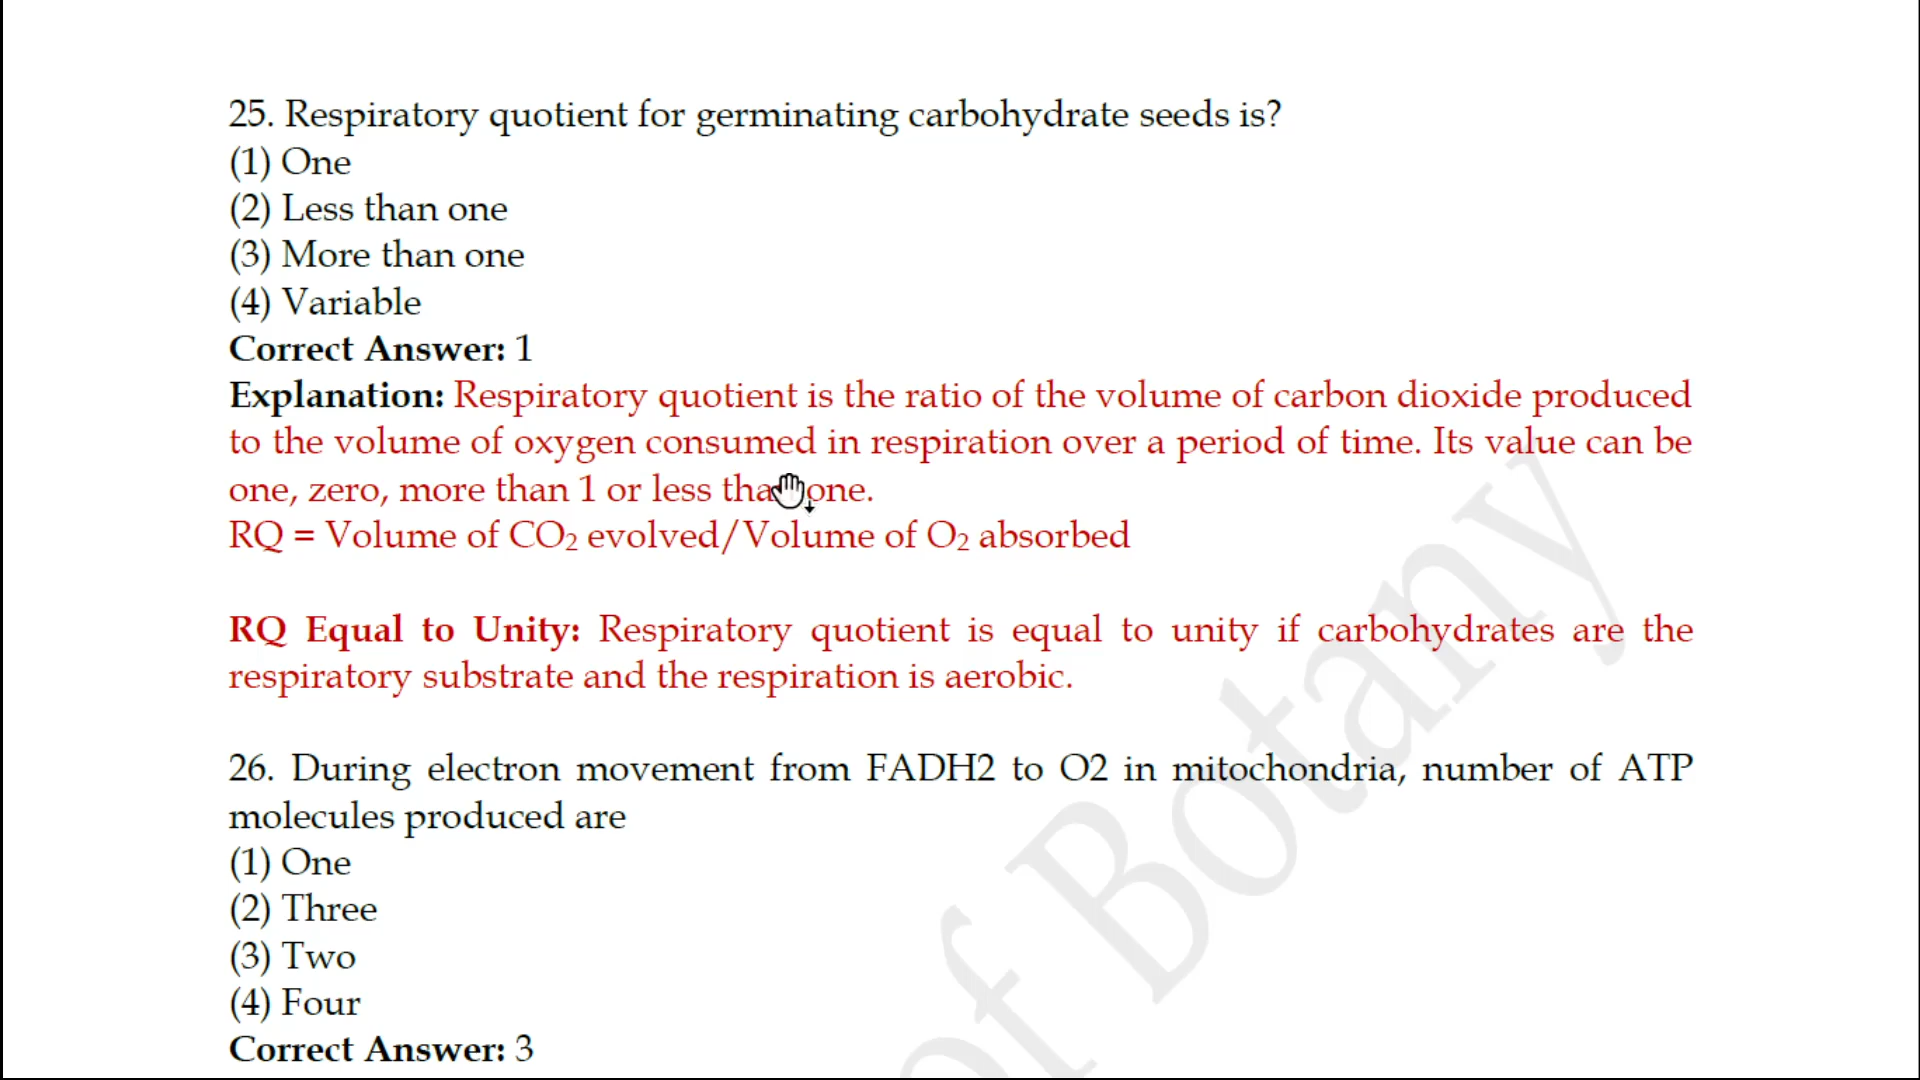 25. Respiratory quotient for germinating carbohydrate seeds is?
(1) One
(2) Less than one
(3) More than one
(4) Variable
Correct Answer: 1
Explanation: Respiratory quotient is the ratio of the volume of carbon dioxide produced
to the volume of oxygen consumed in respiration over a period of time. Its value can be
one, zero, more than 1 or less than one.
RQ = Volume of CO₂ evolved/Volume of O₂ absorbed
RQ Equal to Unity: Respiratory quotient is equal to unity if carbohydrates are the
respiratory substrate and the respiration is aerobic.
26. During electron movement from FADH2 to O2 in mitochondria, number of ATP
molecules produced are
(1) One
(2) Three
(3) Two
(4) Four
Correct Answer: 3
of Botany